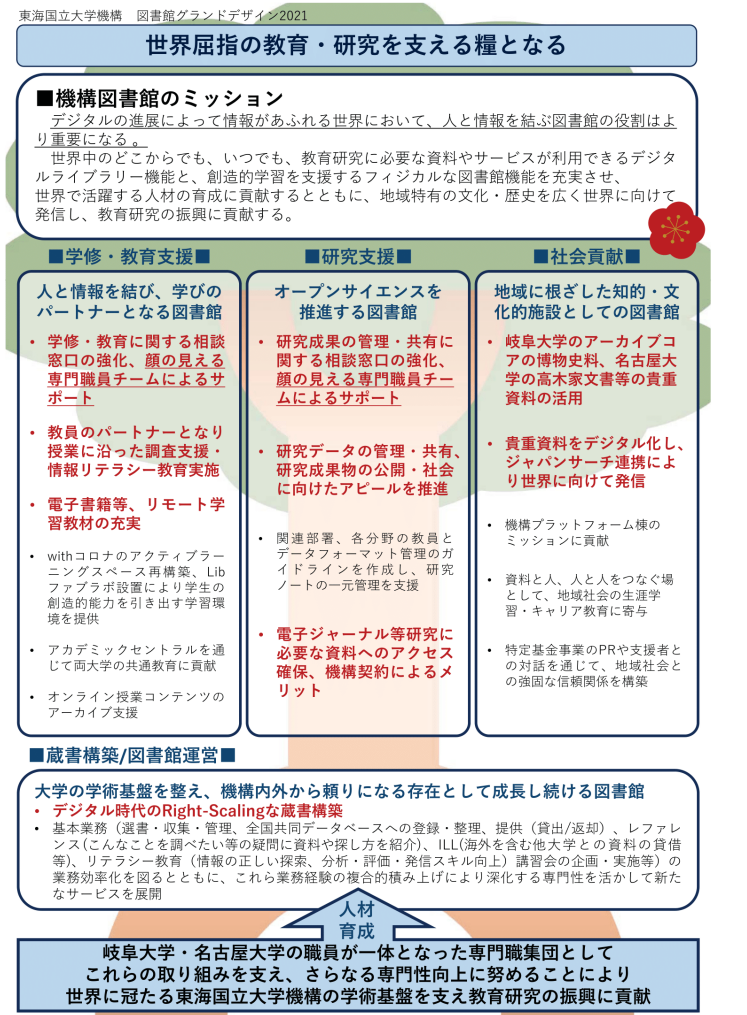 東海国立大学機構　図書館グランドデザイン2021
世界屈指の教育・研究を支える糧となる
■機構図書館のミッション
デジタルの進展によって情報があふれる世界において、人と情報を結ぶ図書館の役割はよ
り重要になる 。
世界中のどこからでも、いつでも、教育研究に必要な資料やサービスが利用できるデジタ
ルライブラリー機能と、創造的学習を支援するフィジカルな図書館機能を充実させ、
世界で活躍する人材の育成に貢献するとともに、地域特有の文化・歴史を広く世界に向けて
発信し、教育研究の振興に貢献する。
■学修・教育支援■
人と情報を結び、学びの
パートナーとなる図書館
• 学修・教育に関する相談
窓口の強化、顔の見える
専門職員チームによるサ
ポート
• 教員のパートナーとなり
授業に沿った調査支援・
情報リテラシー教育実施
• 電子書籍等、リモート学
習教材の充実
• withコロナのアクティブラー
ニングスペース再構築、Lib
ファブラボ設置により学生の
創造的能力を引き出す学習環
境を提供
• アカデミックセントラルを通
じて両大学の共通教育に貢献
• オンライン授業コンテンツの
アーカイブ支援
■研究支援■
オープンサイエンスを
推進する図書館
• 研究成果の管理・共有に
関する相談窓口の強化、
顔の見える専門職員チー
ムによるサポート
• 研究データの管理・共有、
研究成果物の公開・社会
に向けたアピールを推進
• 関連部署、各分野の教員と
データフォーマット管理のガ
イドラインを作成し、研究
ノートの一元管理を支援
• 電子ジャーナル等研究に
必要な資料へのアクセス
確保、機構契約によるメ
リット
■社会貢献■
地域に根ざした知的・文
化的施設としての図書館
• 岐阜大学のアーカイブコ
アの博物史料、名古屋大
学の高木家文書等の貴重
資料の活用
• 貴重資料をデジタル化し、
ジャパンサーチ連携によ
り世界に向けて発信
• 機構プラットフォーム棟の
ミッションに貢献
• 資料と人、人と人をつなぐ場
として、地域社会の生涯学
習・キャリア教育に寄与
• 特定基金事業のPRや支援者と
の対話を通じて、地域社会と
の強固な信頼関係を構築
■蔵書構築/図書館運営■
大学の学術基盤を整え、機構内外から頼りになる存在として成長し続ける図書館
• デジタル時代のRight-Scalingな蔵書構築
• 基本業務（選書・収集・管理、全国共同データベースへの登録・整理、提供（貸出/返却）、レファレ
ンス(こんなことを調べたい等の疑問に資料や探し方を紹介)、ILL(海外を含む他大学との資料の貸借
等)、リテラシー教育（情報の正しい探索、分析・評価・発信スキル向上）講習会の企画・実施等）の
業務効率化を図るとともに、これら業務経験の複合的積み上げにより深化する専門性を活かして新た
なサービスを展開
人材
育成
岐阜大学・名古屋大学の職員が一体となった専門職集団として
これらの取り組みを支え、さらなる専門性向上に努めることにより
世界に冠たる東海国立大学機構の学術基盤を支え教育研究の振興に貢献